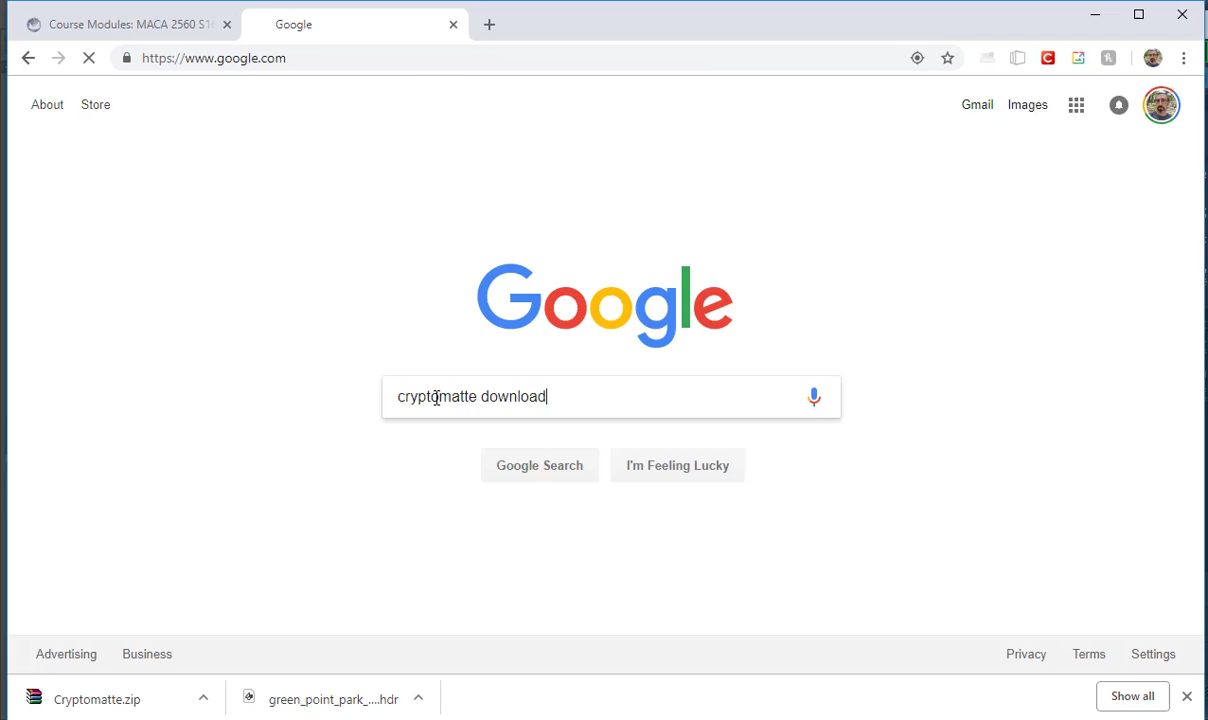 Course Modules: MACA 2560 S1
Google
https://www.google.com
About Store
Gmail Images
Google
cryptomatte download
Google Search I'm Feeling Lucky
Advertising Business
Privacy Terms Settings
Cryptomatte.zip
green_point_park_....hdr
Show all